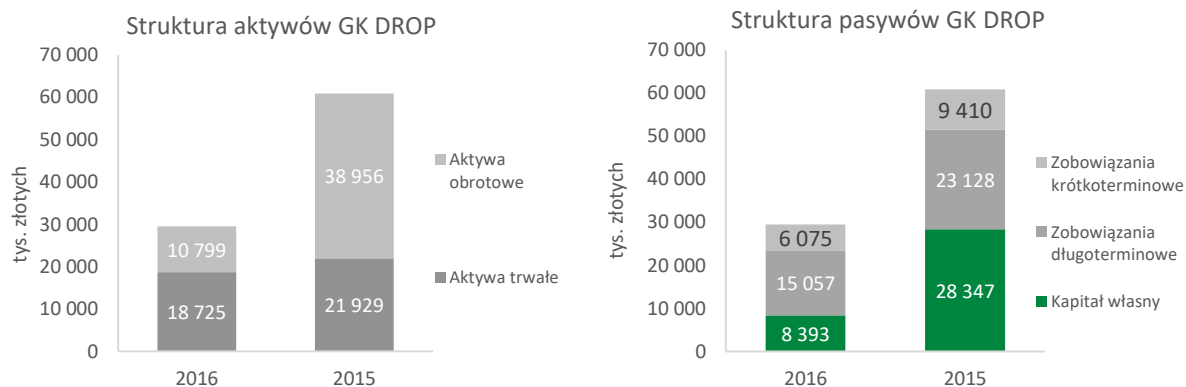 Struktura aktywów GK DROP
70 000
60 000
50 000
40 000
30 000
20 000
10 000
0
tys. złotych
38 956
10 799
18 725
21 929
2016
2015
Aktywa
obrotowe
Aktywa trwałe
Struktura pasywów GK DROP
70 000
60 000
50 000
40 000
30 000
20 000
10 000
0
tys. złotych
9 410
23 128
28 347
6 075
15 057
8 393
2016
2015
Zobowiązania
krótkoterminowe
Zobowiązania
długoterminowe
Kapitał własny